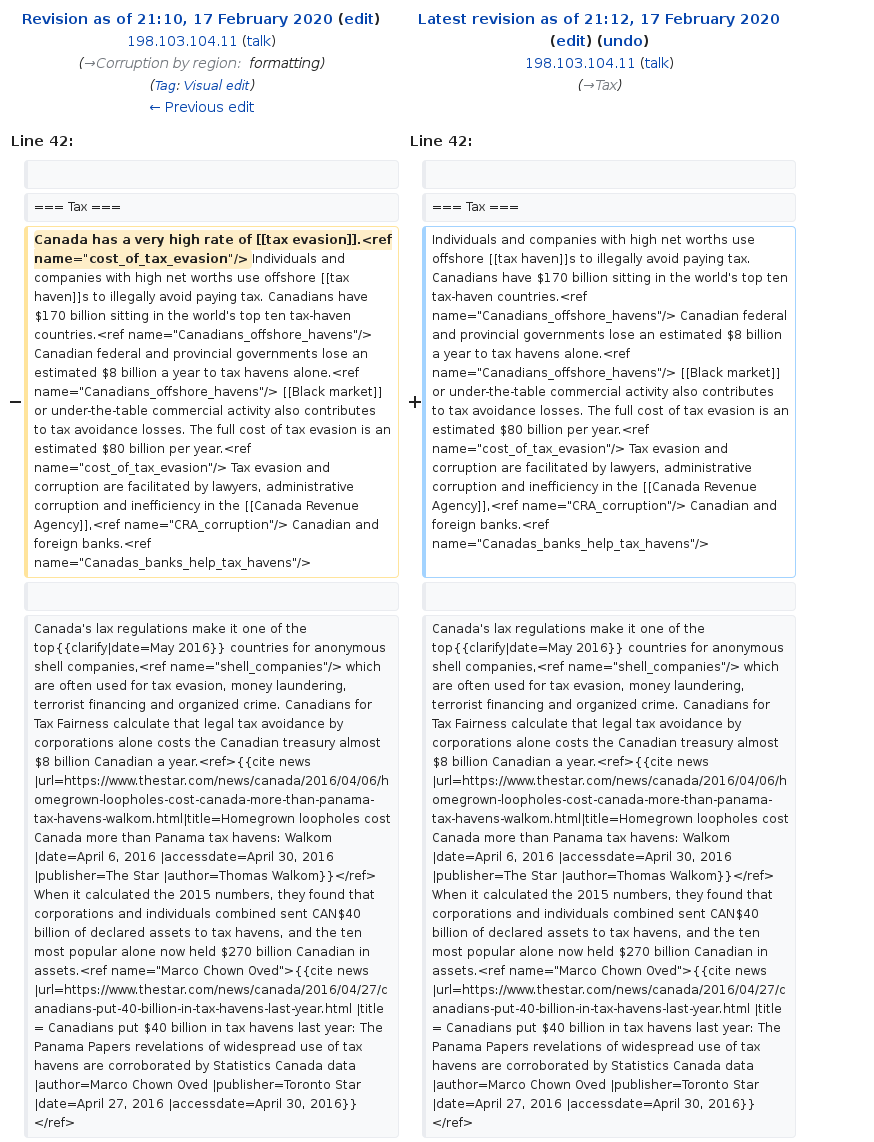 Revision as of 21:10, 17 February 2020 (edit)
198.103.104.11 (talk)
(→Corruption by region: formatting)
(Tag: Visual edit)
← Previous edit
Latest revision as of 21:12, 17 February 2020
(edit) (undo)
198.103.104.11 (talk)
(→Tax)
Line 42:
Line 42:
=== Tax ===
=== Tax ===
−
Canada has a very high rate of [[tax evasion]].<ref
name="cost_of_tax_evasion"/> Individuals and
companies with high net worths use offshore [[tax
haven]]s to illegally avoid paying tax. Canadians have
$170 billion sitting in the world's top ten tax-haven
countries.<ref name="Canadians_offshore_havens"/>
Canadian federal and provincial governments lose an
estimated $8 billion a year to tax havens alone.<ref
name="Canadians_offshore_havens"/> [[Black market]]
or under-the-table commercial activity also contributes
to tax avoidance losses. The full cost of tax evasion is an
estimated $80 billion per year.<ref
name="cost_of_tax_evasion"/> Tax evasion and
corruption are facilitated by lawyers, administrative
corruption and inefficiency in the [[Canada Revenue
Agency]],<ref name="CRA_corruption"/> Canadian and
foreign banks.<ref
name="Canadas_banks_help_tax_havens"/>
+
Individuals and companies with high net worths use
offshore [[tax haven]]s to illegally avoid paying tax.
Canadians have $170 billion sitting in the world's top ten
tax-haven countries.<ref
name="Canadians_offshore_havens"/> Canadian federal
and provincial governments lose an estimated $8 billion
a year to tax havens alone.<ref
name="Canadians_offshore_havens"/> [[Black market]]
or under-the-table commercial activity also contributes
to tax avoidance losses. The full cost of tax evasion is an
estimated $80 billion per year.<ref
name="cost_of_tax_evasion"/> Tax evasion and
corruption are facilitated by lawyers, administrative
corruption and inefficiency in the [[Canada Revenue
Agency]],<ref name="CRA_corruption"/> Canadian and
foreign banks.<ref
name="Canadas_banks_help_tax_havens"/>
Canada's lax regulations make it one of the
top{{clarify|date=May 2016}} countries for anonymous
shell companies,<ref name="shell_companies"/> which
are often used for tax evasion, money laundering,
terrorist financing and organized crime. Canadians for
Tax Fairness calculate that legal tax avoidance by
corporations alone costs the Canadian treasury almost
$8 billion Canadian a year.<ref>{{cite news
|url=https://www.thestar.com/news/canada/2016/04/06/h
omegrown-loopholes-cost-canada-more-than-panama-
tax-havens-walkom.html|title=Homegrown loopholes cost
Canada more than Panama tax havens: Walkom
|date=April 6, 2016 |accessdate=April 30, 2016
|publisher=The Star |author=Thomas Walkom}}</ref>
When it calculated the 2015 numbers, they found that
corporations and individuals combined sent CAN$40
billion of declared assets to tax havens, and the ten
most popular alone now held $270 billion Canadian in
assets.<ref name="Marco Chown Oved">{{cite news
|url=https://www.thestar.com/news/canada/2016/04/27/c
anadians-put-40-billion-in-tax-havens-last-year.html |title
= Canadians put $40 billion in tax havens last year: The
Panama Papers revelations of widespread use of tax
havens are corroborated by Statistics Canada data
|author=Marco Chown Oved |publisher=Toronto Star
|date=April 27, 2016 |accessdate=April 30, 2016}}
</ref>
Canada's lax regulations make it one of the
top{{clarify|date=May 2016}} countries for anonymous
shell companies,<ref name="shell_companies"/> which
are often used for tax evasion, money laundering,
terrorist financing and organized crime. Canadians for
Tax Fairness calculate that legal tax avoidance by
corporations alone costs the Canadian treasury almost
$8 billion Canadian a year.<ref>{{cite news
|url=https://www.thestar.com/news/canada/2016/04/06/h
omegrown-loopholes-cost-canada-more-than-panama-
tax-havens-walkom.html|title=Homegrown loopholes cost
Canada more than Panama tax havens: Walkom
|date=April 6, 2016 |accessdate=April 30, 2016
|publisher=The Star |author=Thomas Walkom}}</ref>
When it calculated the 2015 numbers, they found that
corporations and individuals combined sent CAN$40
billion of declared assets to tax havens, and the ten
most popular alone now held $270 billion Canadian in
assets.<ref name="Marco Chown Oved">{{cite news
|url=https://www.thestar.com/news/canada/2016/04/27/c
anadians-put-40-billion-in-tax-havens-last-year.html |title
= Canadians put $40 billion in tax havens last year: The
Panama Papers revelations of widespread use of tax
havens are corroborated by Statistics Canada data
|author=Marco Chown Oved |publisher=Toronto Star
|date=April 27, 2016 |accessdate=April 30, 2016}}
</ref>